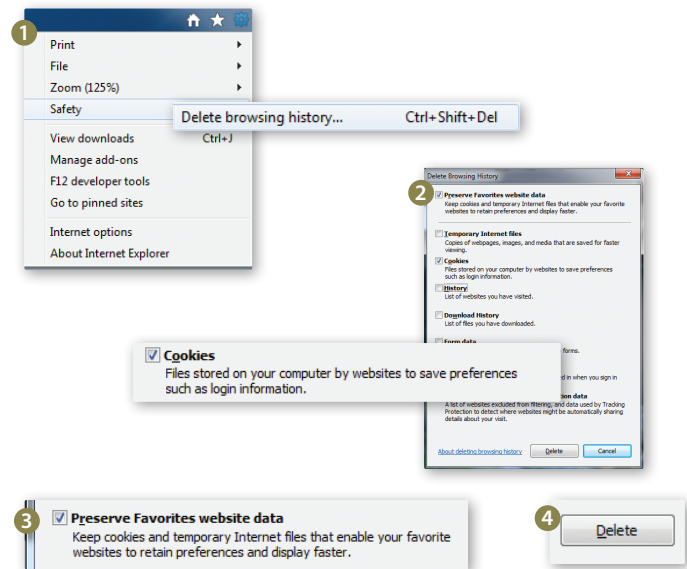 1
Print
File
Zoom (125%)
Safety
Delete browsing history... Ctrl+Shift+Del
View downloads Ctrl+J
Manage add-ons
F12 developer tools
Go to pinned sites
Internet options
About Internet Explorer
Delete Browsing History
2
Preserve Favorites website data
Keep cookies and temporary Internet files that enable your favorite
websites to retain preferences and display faster.
Temporary Internet files
Copies of webpages, images, and media that are saved for faster
viewing.
Cookies
Files stored on your computer by websites to save preferences
such as login information.
History
List of websites you have visited.
Download History
List of files you have downloaded.
Form data
forms.
Cookies
Files stored on your computer by websites to save preferences
such as login information.
d in when you sign in
ion data
A list of websites excluded from filtering, and data used by Tracking
Protection to detect where websites might be automatically sharing
details about your visit.
About deleting browsing history Delete Cancel
3
Preserve Favorites website data
Keep cookies and temporary Internet files that enable your favorite
websites to retain preferences and display faster.
4
Delete